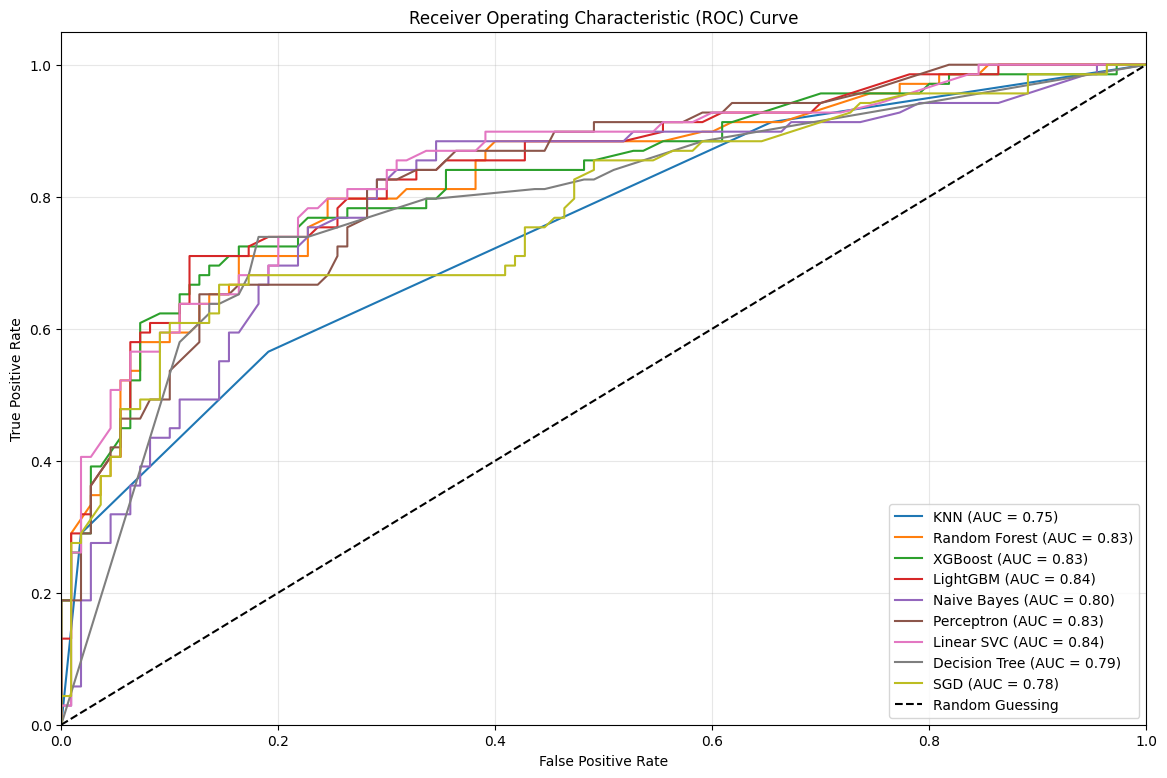 Receiver Operating Characteristic (ROC) Curve
True Positive Rate
1.0
0.8
0.6
0.4
0.2
0.0
0.0
0.2
0.4
0.6
0.8
1.0
False Positive Rate
KNN (AUC = 0.75)
Random Forest (AUC = 0.83)
XGBoost (AUC = 0.83)
LightGBM (AUC = 0.84)
Naive Bayes (AUC = 0.80)
Perceptron (AUC = 0.83)
Linear SVC (AUC = 0.84)
Decision Tree (AUC = 0.79)
SGD (AUC = 0.78)
Random Guessing